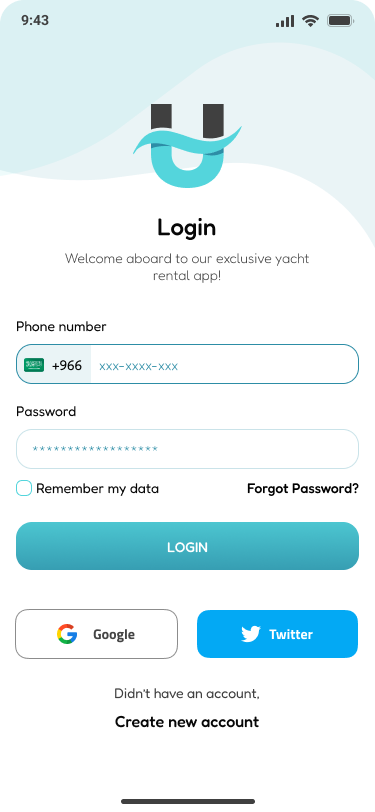 9:43
Login
Welcome aboard to our exclusive yacht
rental app!
Phone number
+966 xxx-xxxx-xxx
Password
******************
Remember my data Forgot Password?
LOGIN
Google Twitter
Didn't have an account,
Create new account